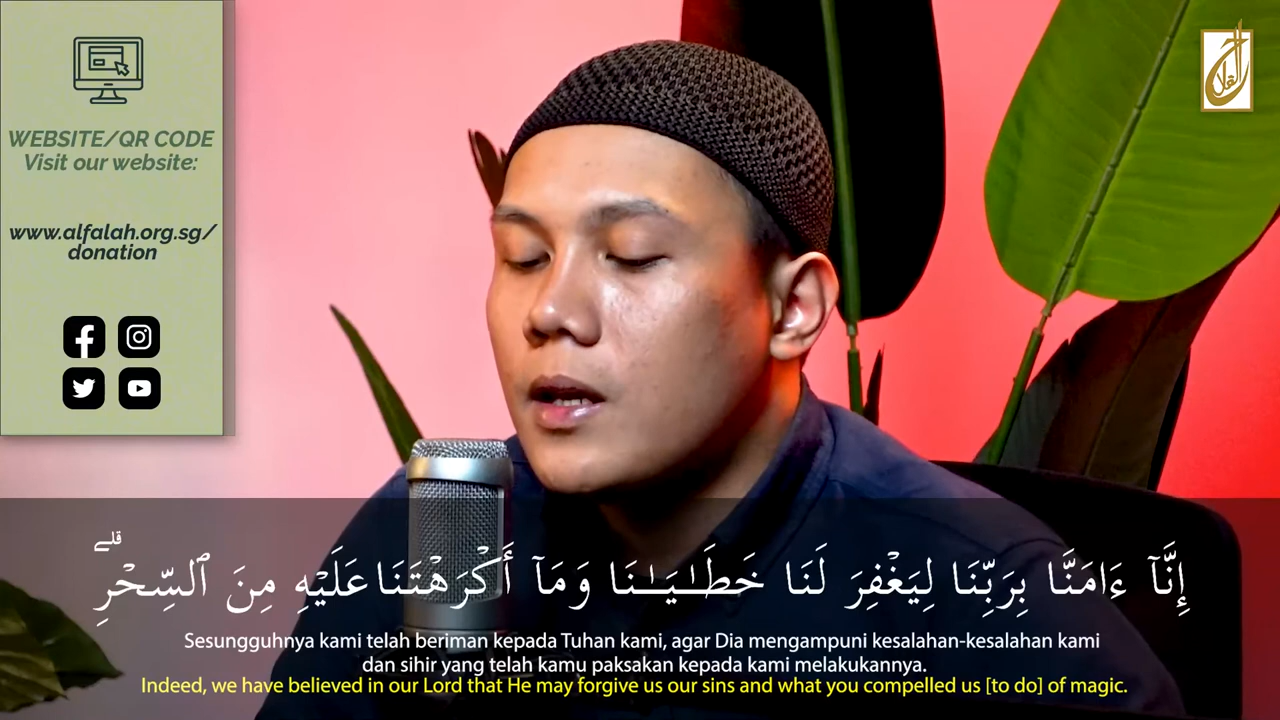 WEBSITE/QR CODE
Visit our website:
www.alfalah.org.sg/
donation
الفلاح
إِنَّآ ءَامَنَّا بِرَبِّنَا لِيَغْفِرَ لَنَا خَطَـٰيَـٰنَا وَمَآ أَكْرَهْتَنَا عَلَيْهِ مِنَ ٱلسِّحْرِ ۗ
Sesungguhnya kami telah beriman kepada Tuhan kami, agar Dia mengampuni kesalahan-kesalahan kami
dan sihir yang telah kamu paksakan kepada kami melakukannya.
Indeed, we have believed in our Lord that He may forgive us our sins and what you compelled us [to do] of magic.